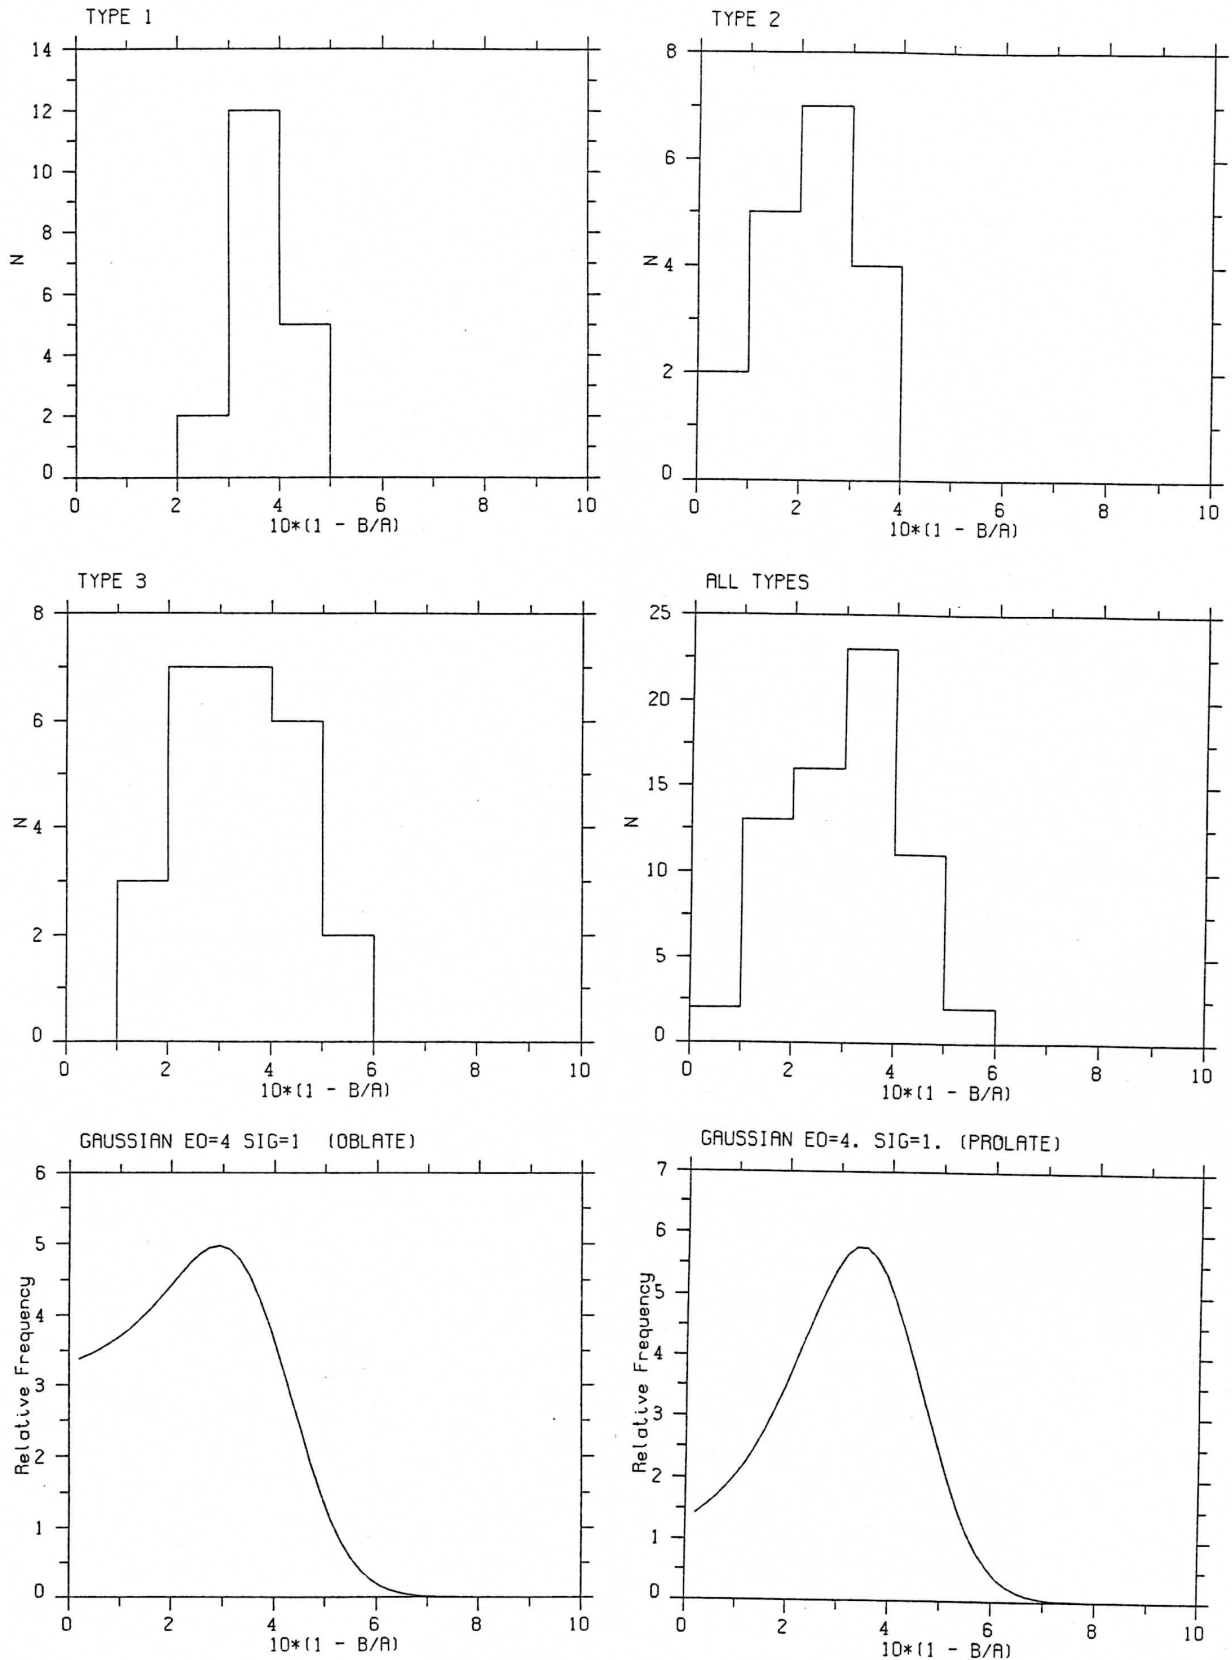 TYPE 1
14
12
10
8
6
4
2
0
N
0 2 4 6 8 10
10*(1 - B/A)
TYPE 2
8
6
4
2
0
N
0 2 4 6 8 10
10*(1 - B/A)
TYPE 3
8
6
4
2
0
N
0 2 4 6 8 10
10*(1 - B/A)
ALL TYPES
25
20
15
10
5
0
N
0 2 4 6 8 10
10*(1 - B/A)
GAUSSIAN EO=4 SIG=1 (OBLATE)
6
5
4
3
2
1
0
Relative Frequency
0 2 4 6 8 10
10*(1 - B/A)
GAUSSIAN EO=4. SIG=1. (PROLATE)
7
6
5
4
3
2
1
0
Relative Frequency
0 2 4 6 8 10
10*(1 - B/A)